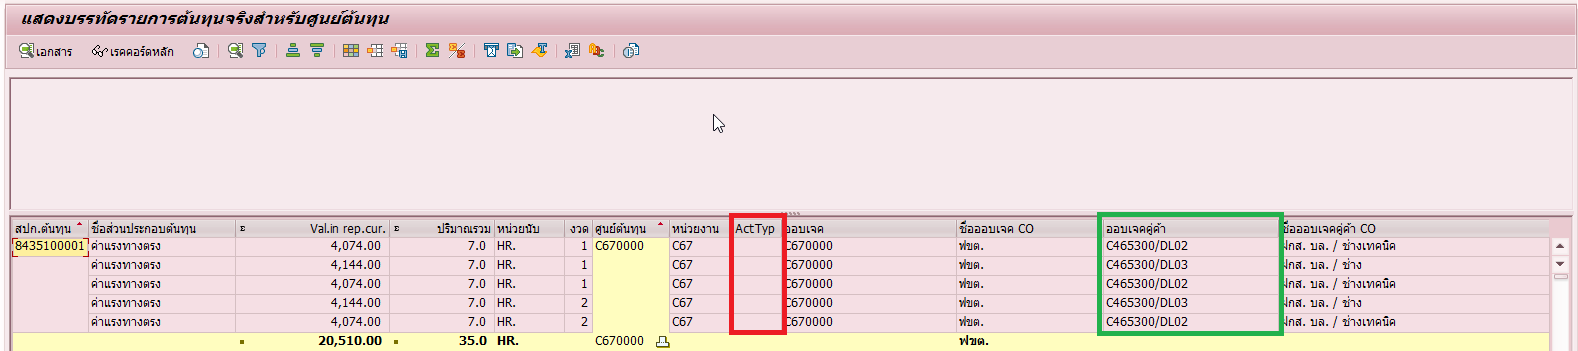 แสดงบรรทัดรายการต้นทุนจริงสำหรับศูนย์ต้นทุน
เอกสาร เรคคอร์ดหลัก
สปก.ต้นทุน ชื่อส่วนประกอบต้นทุน Σ Val.in rep.cur. Σ ปริมาณรวม หน่วยนับ งวด ศูนย์ต้นทุน หน่วยงาน ActTyp ออบเจค ชื่อออบเจค CO ออบเจคคู่ค้า ชื่อออบเจคคู่ค้า CO
8435100001 ค่าแรงทางตรง 4,074.00 7.0 HR. 1 C670000 C67 C670000 ฟขต. C465300/DL02 ฝกส. บล. / ช่างเทคนิค
ค่าแรงทางตรง 4,144.00 7.0 HR. 1 C67 C670000 ฟขต. C465300/DL03 ฝกส. บล. / ช่าง
ค่าแรงทางตรง 4,074.00 7.0 HR. 1 C67 C670000 ฟขต. C465300/DL02 ฝกส. บล. / ช่างเทคนิค
ค่าแรงทางตรง 4,144.00 7.0 HR. 2 C67 C670000 ฟขต. C465300/DL03 ฝกส. บล. / ช่าง
ค่าแรงทางตรง 4,074.00 7.0 HR. 2 C67 C670000 ฟขต. C465300/DL02 ฝกส. บล. / ช่างเทคนิค
20,510.00 35.0 HR. C670000 ฟขต.